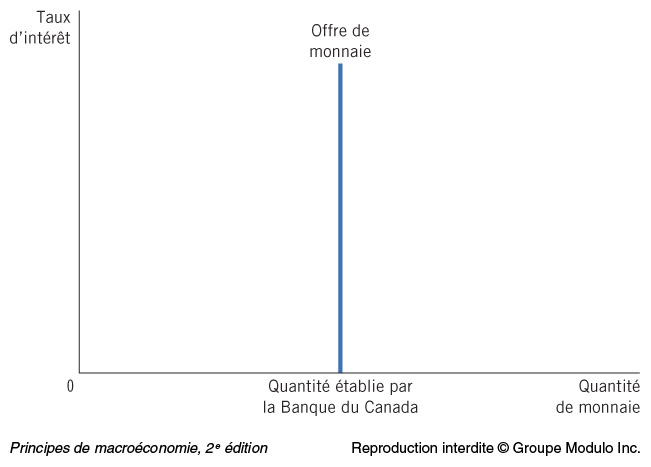 Taux
d’intérêt
Offre de
monnaie
0
Quantité établie par
la Banque du Canada
Quantité
de monnaie
Principes de macroéconomie, 2e édition
Reproduction interdite © Groupe Modulo Inc.